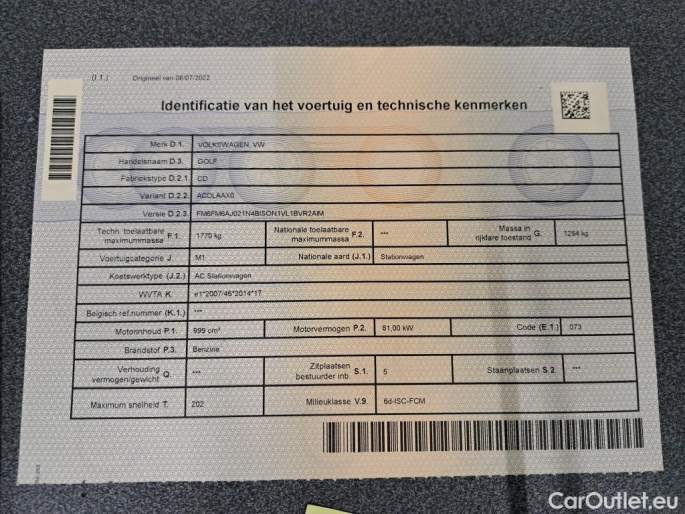 (I.1.) Origineel van 08/07/2022
Identificatie van het voertuig en technische kenmerken
Merk D.1. VOLKSWAGEN, VW
Handelsnaam D.3. GOLF
Fabriekstype D.2.1. CD
Variant D.2.2. ACDLAAX0
Versie D.2.3. FM6FM6AJ021N4BISON1VL1BVR2AIM
Techn. toelaatbare maximummassa F.1. 1770 kg Nationale toelaatbare maximummassa F.2. *** Massa in rijklare toestand G. 1264 kg
Voertuigcategorie J. M1 Nationale aard (J.1.) Stationwagen
Koetswerktype (J.2.) AC Stationwagen
WVTA K. e1*2007/46*2014*17
Belgisch ref.nummer (K.1.) ***
Motorinhoud P.1. 999 cm³ Motorvermogen P.2. 81,00 kW Code (E.1.) 073
Brandstof P.3. Benzine
Verhouding vermogen/gewicht Q. *** Zitplaatsen bestuurder inb. S.1. 5 Staanplaatsen S.2. ***
Maximum snelheid T. 202 Milieuklasse V.9. 6d-ISC-FCM
CarOutlet.eu